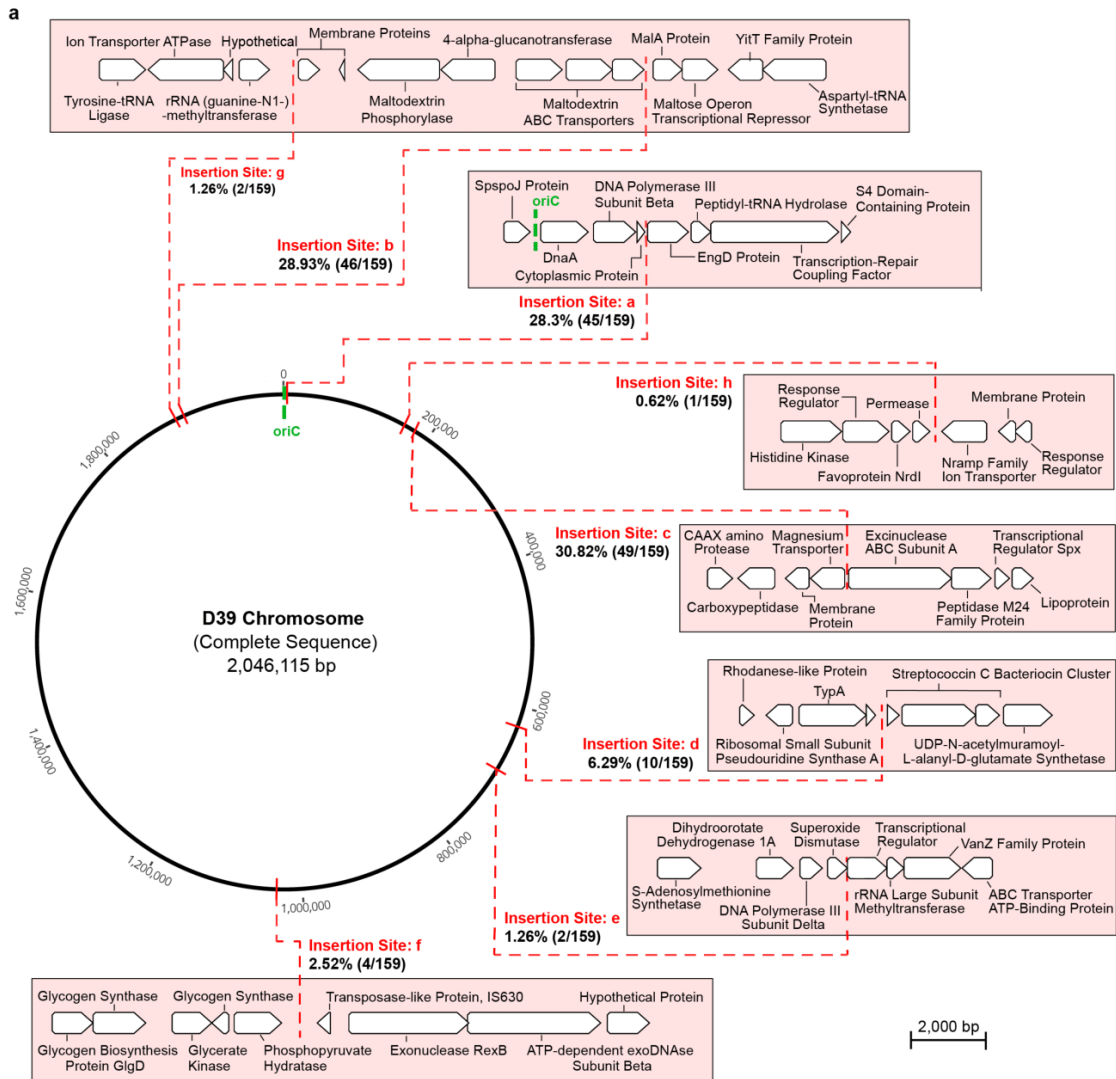 a
Ion Transporter ATPase
Hypothetical
Membrane Proteins
4-alpha-glucanotransferase
MalA Protein
YitT Family Protein
Tyrosine-tRNA
Ligase
rRNA (guanine-N1-)
-methyltransferase
Maltodextrin
Phosphorylase
Maltodextrin
ABC Transporters
Maltose Operon
Transcriptional Repressor
Aspartyl-tRNA
Synthetase
Insertion Site: g
1.26% (2/159)
Insertion Site: b
28.93% (46/159)
SpspoJ Protein
oriC
DNA Polymerase III
Subunit Beta
Peptidyl-tRNA Hydrolase
S4 Domain-
Containing Protein
DnaA
Cytoplasmic Protein
EngD Protein
Transcription-Repair
Coupling Factor
Insertion Site: a
28.3% (45/159)
Insertion Site: h
0.62% (1/159)
Response
Regulator
Permease
Membrane Protein
Histidine Kinase
Favoprotein NrdI
Nramp Family
Ion Transporter
Response
Regulator
0
oriC
200,000
400,000
600,000
800,000
1,000,000
1,200,000
1,400,000
1,600,000
1,800,000
D39 Chromosome
(Complete Sequence)
2,046,115 bp
Insertion Site: c
30.82% (49/159)
CAAX amino
Protease
Magnesium
Transporter
Excinuclease
ABC Subunit A
Transcriptional
Regulator Spx
Carboxypeptidase
Membrane
Protein
Peptidase M24
Family Protein
Lipoprotein
Insertion Site: d
6.29% (10/159)
Rhodanese-like Protein
TypA
Streptococcin C Bacteriocin Cluster
Ribosomal Small Subunit
Pseudouridine Synthase A
UDP-N-acetylmuramoyl-
L-alanyl-D-glutamate Synthetase
Insertion Site: e
1.26% (2/159)
Dihydroorotate
Dehydrogenase 1A
Superoxide
Dismutase
Transcriptional
Regulator
VanZ Family Protein
S-Adenosylmethionine
Synthetase
DNA Polymerase III
Subunit Delta
rRNA Large Subunit
Methyltransferase
ABC Transporter
ATP-Binding Protein
Insertion Site: f
2.52% (4/159)
Glycogen Synthase
Glycogen Synthase
Transposase-like Protein, IS630
Hypothetical Protein
Glycogen Biosynthesis
Protein GlgD
Glycerate
Kinase
Phosphopyruvate
Hydratase
Exonuclease RexB
ATP-dependent exoDNAse
Subunit Beta
2,000 bp